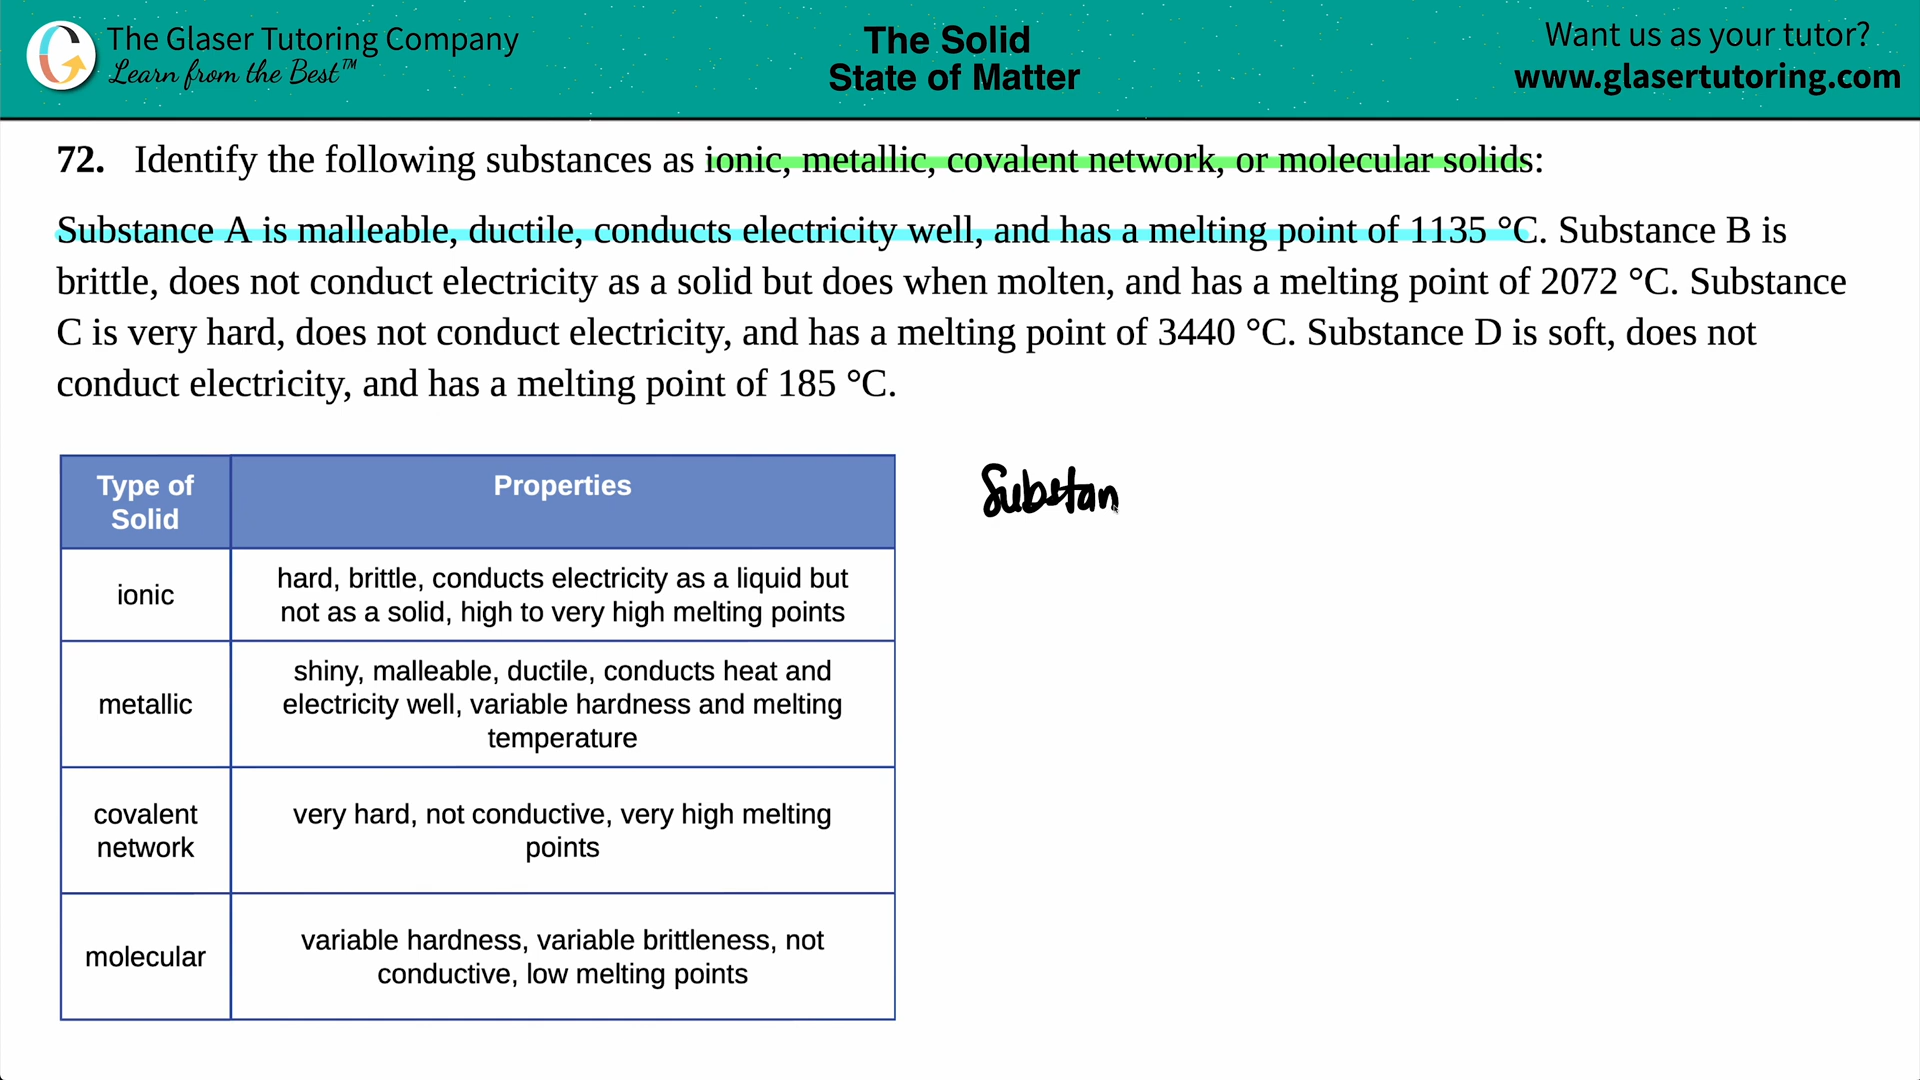 The Glaser Tutoring Company
Learn from the Best™
The Solid
State of Matter
Want us as your tutor?
www.glasertutoring.com
72. Identify the following substances as ionic, metallic, covalent network, or molecular solids:
Substance A is malleable, ductile, conducts electricity well, and has a melting point of 1135 °C. Substance B is
brittle, does not conduct electricity as a solid but does when molten, and has a melting point of 2072 °C. Substance
C is very hard, does not conduct electricity, and has a melting point of 3440 °C. Substance D is soft, does not
conduct electricity, and has a melting point of 185 °C.
Substan
Type of
Solid
Properties
ionic
hard, brittle, conducts electricity as a liquid but
not as a solid, high to very high melting points
metallic
shiny, malleable, ductile, conducts heat and
electricity well, variable hardness and melting
temperature
covalent
network
very hard, not conductive, very high melting
points
molecular
variable hardness, variable brittleness, not
conductive, low melting points